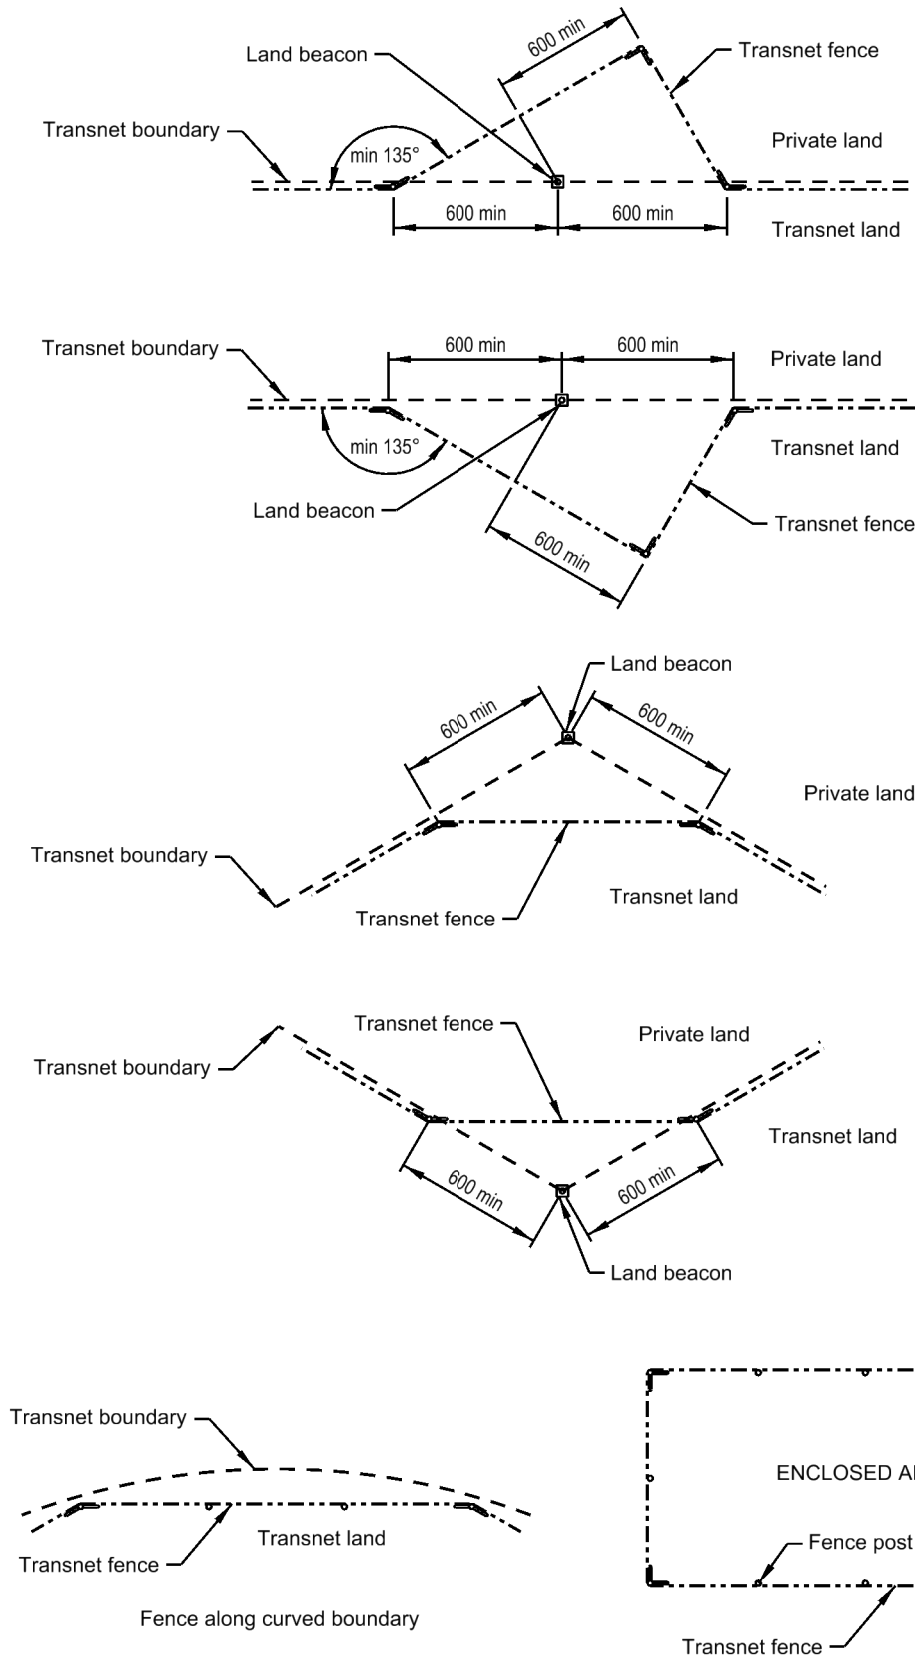 600 min
Land beacon
Transnet fence
Transnet boundary
min 135°
Private land
600 min
600 min
Transnet land
Transnet boundary
600 min
600 min
Private land
min 135°
Transnet land
Land beacon
Transnet fence
600 min
Land beacon
600 min
600 min
Private land
Transnet boundary
Transnet land
Transnet fence
Transnet fence
Private land
Transnet boundary
Transnet land
600 min
600 min
Land beacon
Transnet boundary
ENCLOSED
Transnet land
Transnet fence
Fence post
Fence along curved boundary
Transnet fence